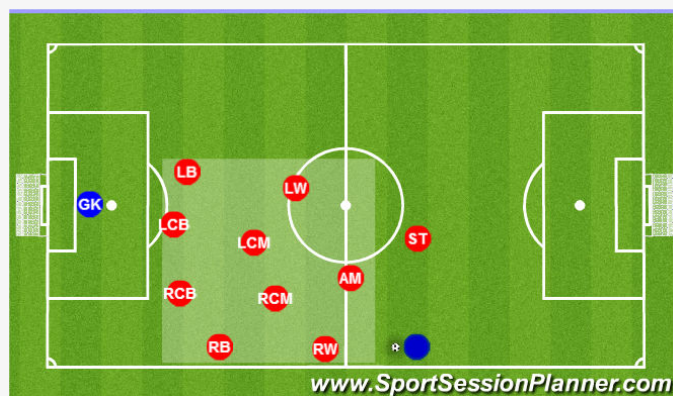 LB
LW
GK
LCB
LCM
ST
AM
RCB
RCM
RB
RW
www.SportSessionPlanner.com